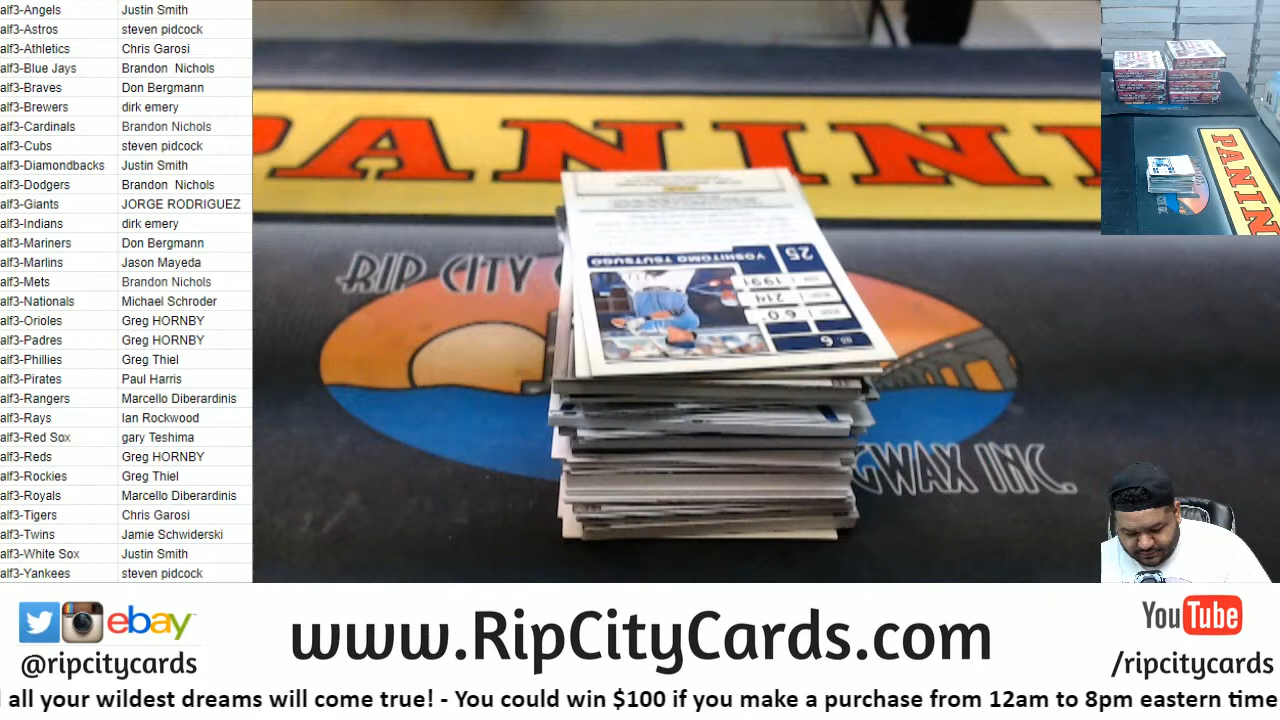 alf3-Angels Justin Smith
alf3-Astros steven pidcock
alf3-Athletics Chris Garosi
alf3-Blue Jays Brandon Nichols
alf3-Braves Don Bergmann
alf3-Brewers dirk emery
alf3-Cardinals Brandon Nichols
alf3-Cubs steven pidcock
alf3-Diamondbacks Justin Smith
alf3-Dodgers Brandon Nichols
alf3-Giants JORGE RODRIGUEZ
alf3-Indians dirk emery
alf3-Mariners Don Bergmann
alf3-Marlins Jason Mayeda
alf3-Mets Brandon Nichols
alf3-Nationals Michael Schroder
alf3-Orioles Greg HORNBY
alf3-Padres Greg HORNBY
alf3-Phillies Greg Thiel
alf3-Pirates Paul Harris
alf3-Rangers Marcello Diberardinis
alf3-Rays Ian Rockwood
alf3-Red Sox gary Teshima
alf3-Reds Greg HORNBY
alf3-Rockies Greg Thiel
alf3-Royals Marcello Diberardinis
alf3-Tigers Chris Garosi
alf3-Twins Jamie Schwiderski
alf3-White Sox Justin Smith
alf3-Yankees steven pidcock
PANINI
RIP CITY
GWAX INC.
25
YOSHITOMO TSUTSUGO
1991
214
6.0
PANINI
ebay
@ripcitycards
www.RipCityCards.com
YouTube
/ripcitycards
all your wildest dreams will come true! - You could win $100 if you make a purchase from 12am to 8pm eastern time